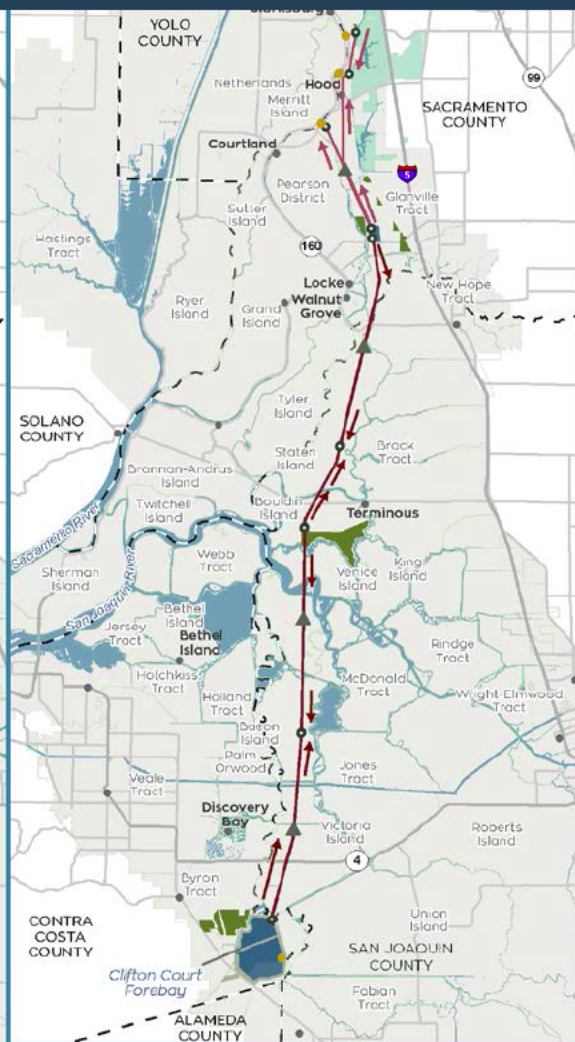 Clarksburg
YOLO
COUNTY
99
Netherlands
Hood
Merritt
Island
SACRAMENTO
COUNTY
Courtland
5
Pearson
District
Glanville
Tract
Sutter
Island
160
Hastings
Tract
Locke
Walnut
Grove
New Hope
Tract
Ryer
Island
Grand
Island
Tyler
Island
SOLANO
COUNTY
Staten
Island
Brack
Tract
Brannan-Andrus
Island
Twitchell
Island
Bouldin
Island
Terminous
Sacramento River
Webb
Tract
Venice
Island
King
Island
Sherman
Island
San Joaquin River
Bethel
Island
Jersey
Tract
Bethel
Island
Rindge
Tract
Hotchkiss
Tract
McDonald
Tract
Holland
Tract
Wright-Elmwood
Tract
Bacon
Island
Palm
Orwood
Jones
Tract
Veale
Tract
Discovery
Bay
Victoria
Island
Roberts
Island
4
Byron
Tract
CONTRA
COSTA
COUNTY
Union
Island
SAN JOAQUIN
COUNTY
Clifton Court
Forebay
Fabian
Tract
ALAMEDA
COUNTY